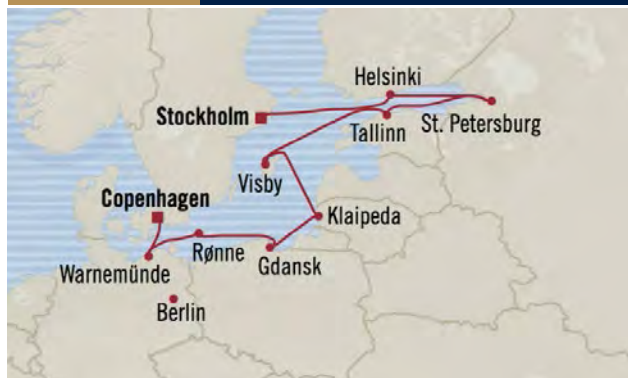 Helsinki
Stockholm
Tallinn
St. Petersburg
Visby
Copenhagen
Klaipeda
Rønne
Gdansk
Warnemünde
Berlin